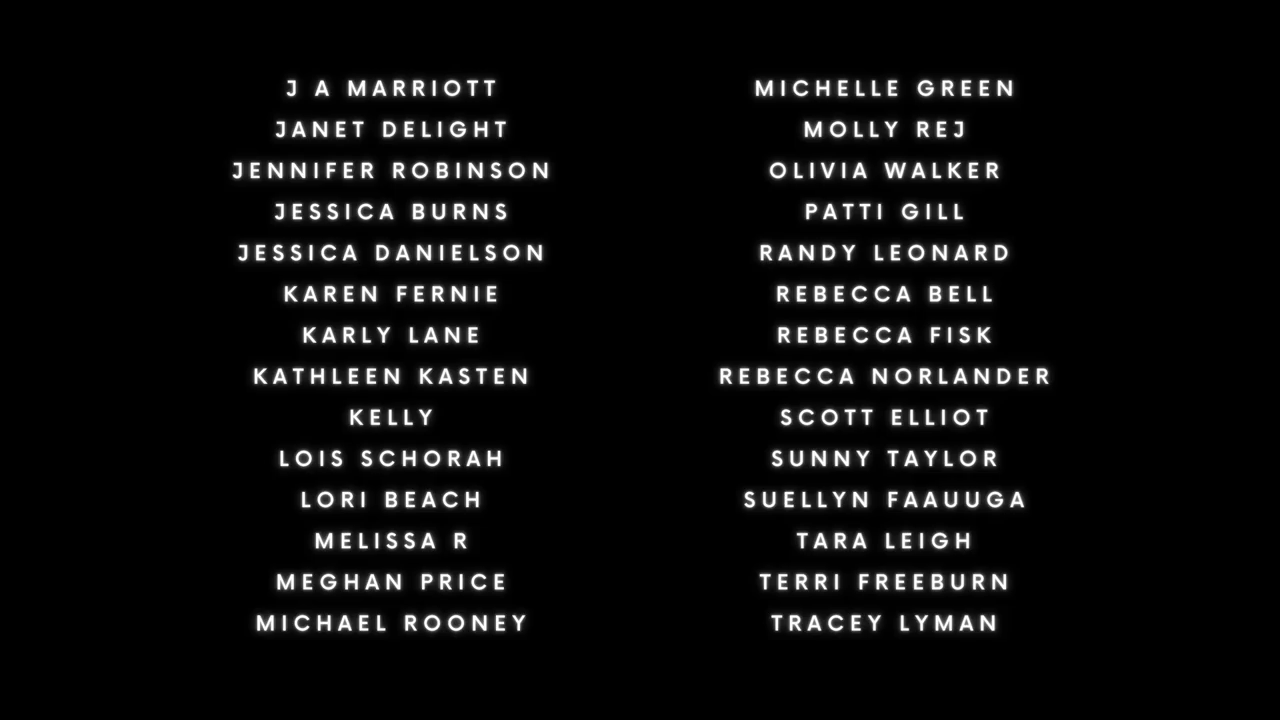 J A MARRIOTT
JANET DELIGHT
JENNIFER ROBINSON
JESSICA BURNS
JESSICA DANIELSON
KAREN FERNIE
KARLY LANE
KATHLEEN KASTEN
KELLY
LOIS SCHORAH
LORI BEACH
MELISSA R
MEGHAN PRICE
MICHAEL ROONEY
MICHELLE GREEN
MOLLY REJ
OLIVIA WALKER
PATTI GILL
RANDY LEONARD
REBECCA BELL
REBECCA FISK
REBECCA NORLANDER
SCOTT ELLIOT
SUNNY TAYLOR
SUELLYN FAAUUGA
TARA LEIGH
TERRI FREEBURN
TRACEY LYMAN